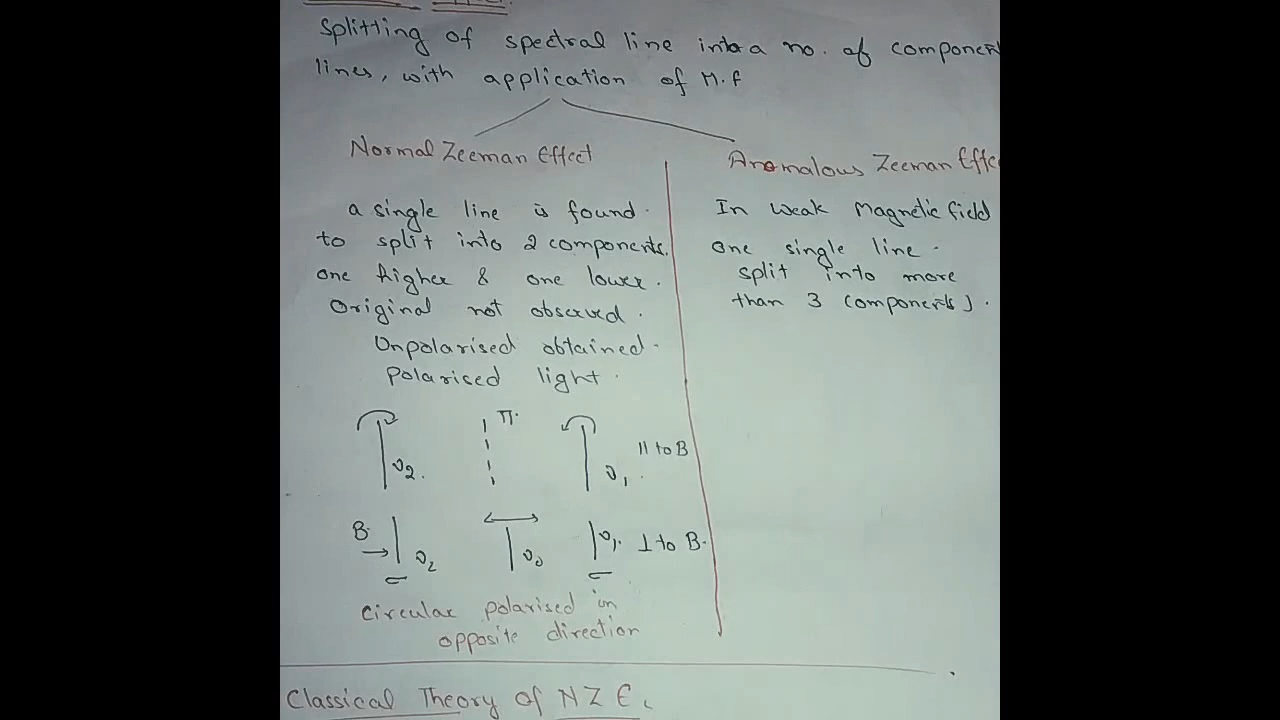 Splitting of spectral line into a no. of component
lines, with application of M.f
Normal Zeeman Effect
a single line is found.
to split into 2 components.
one higher & one lower.
Original not observed.
Unpolarised obtained.
polarised light.
π.
ν2.
ν1.
11 to B
B.
ν2
ν0
ν1.
⊥ to B.
circular polarised in
opposite direction
Anomalous Zeeman Effe
In weak Magnetic field
one single line.
split into more
than 3 components).
Classical Theory of NZE.